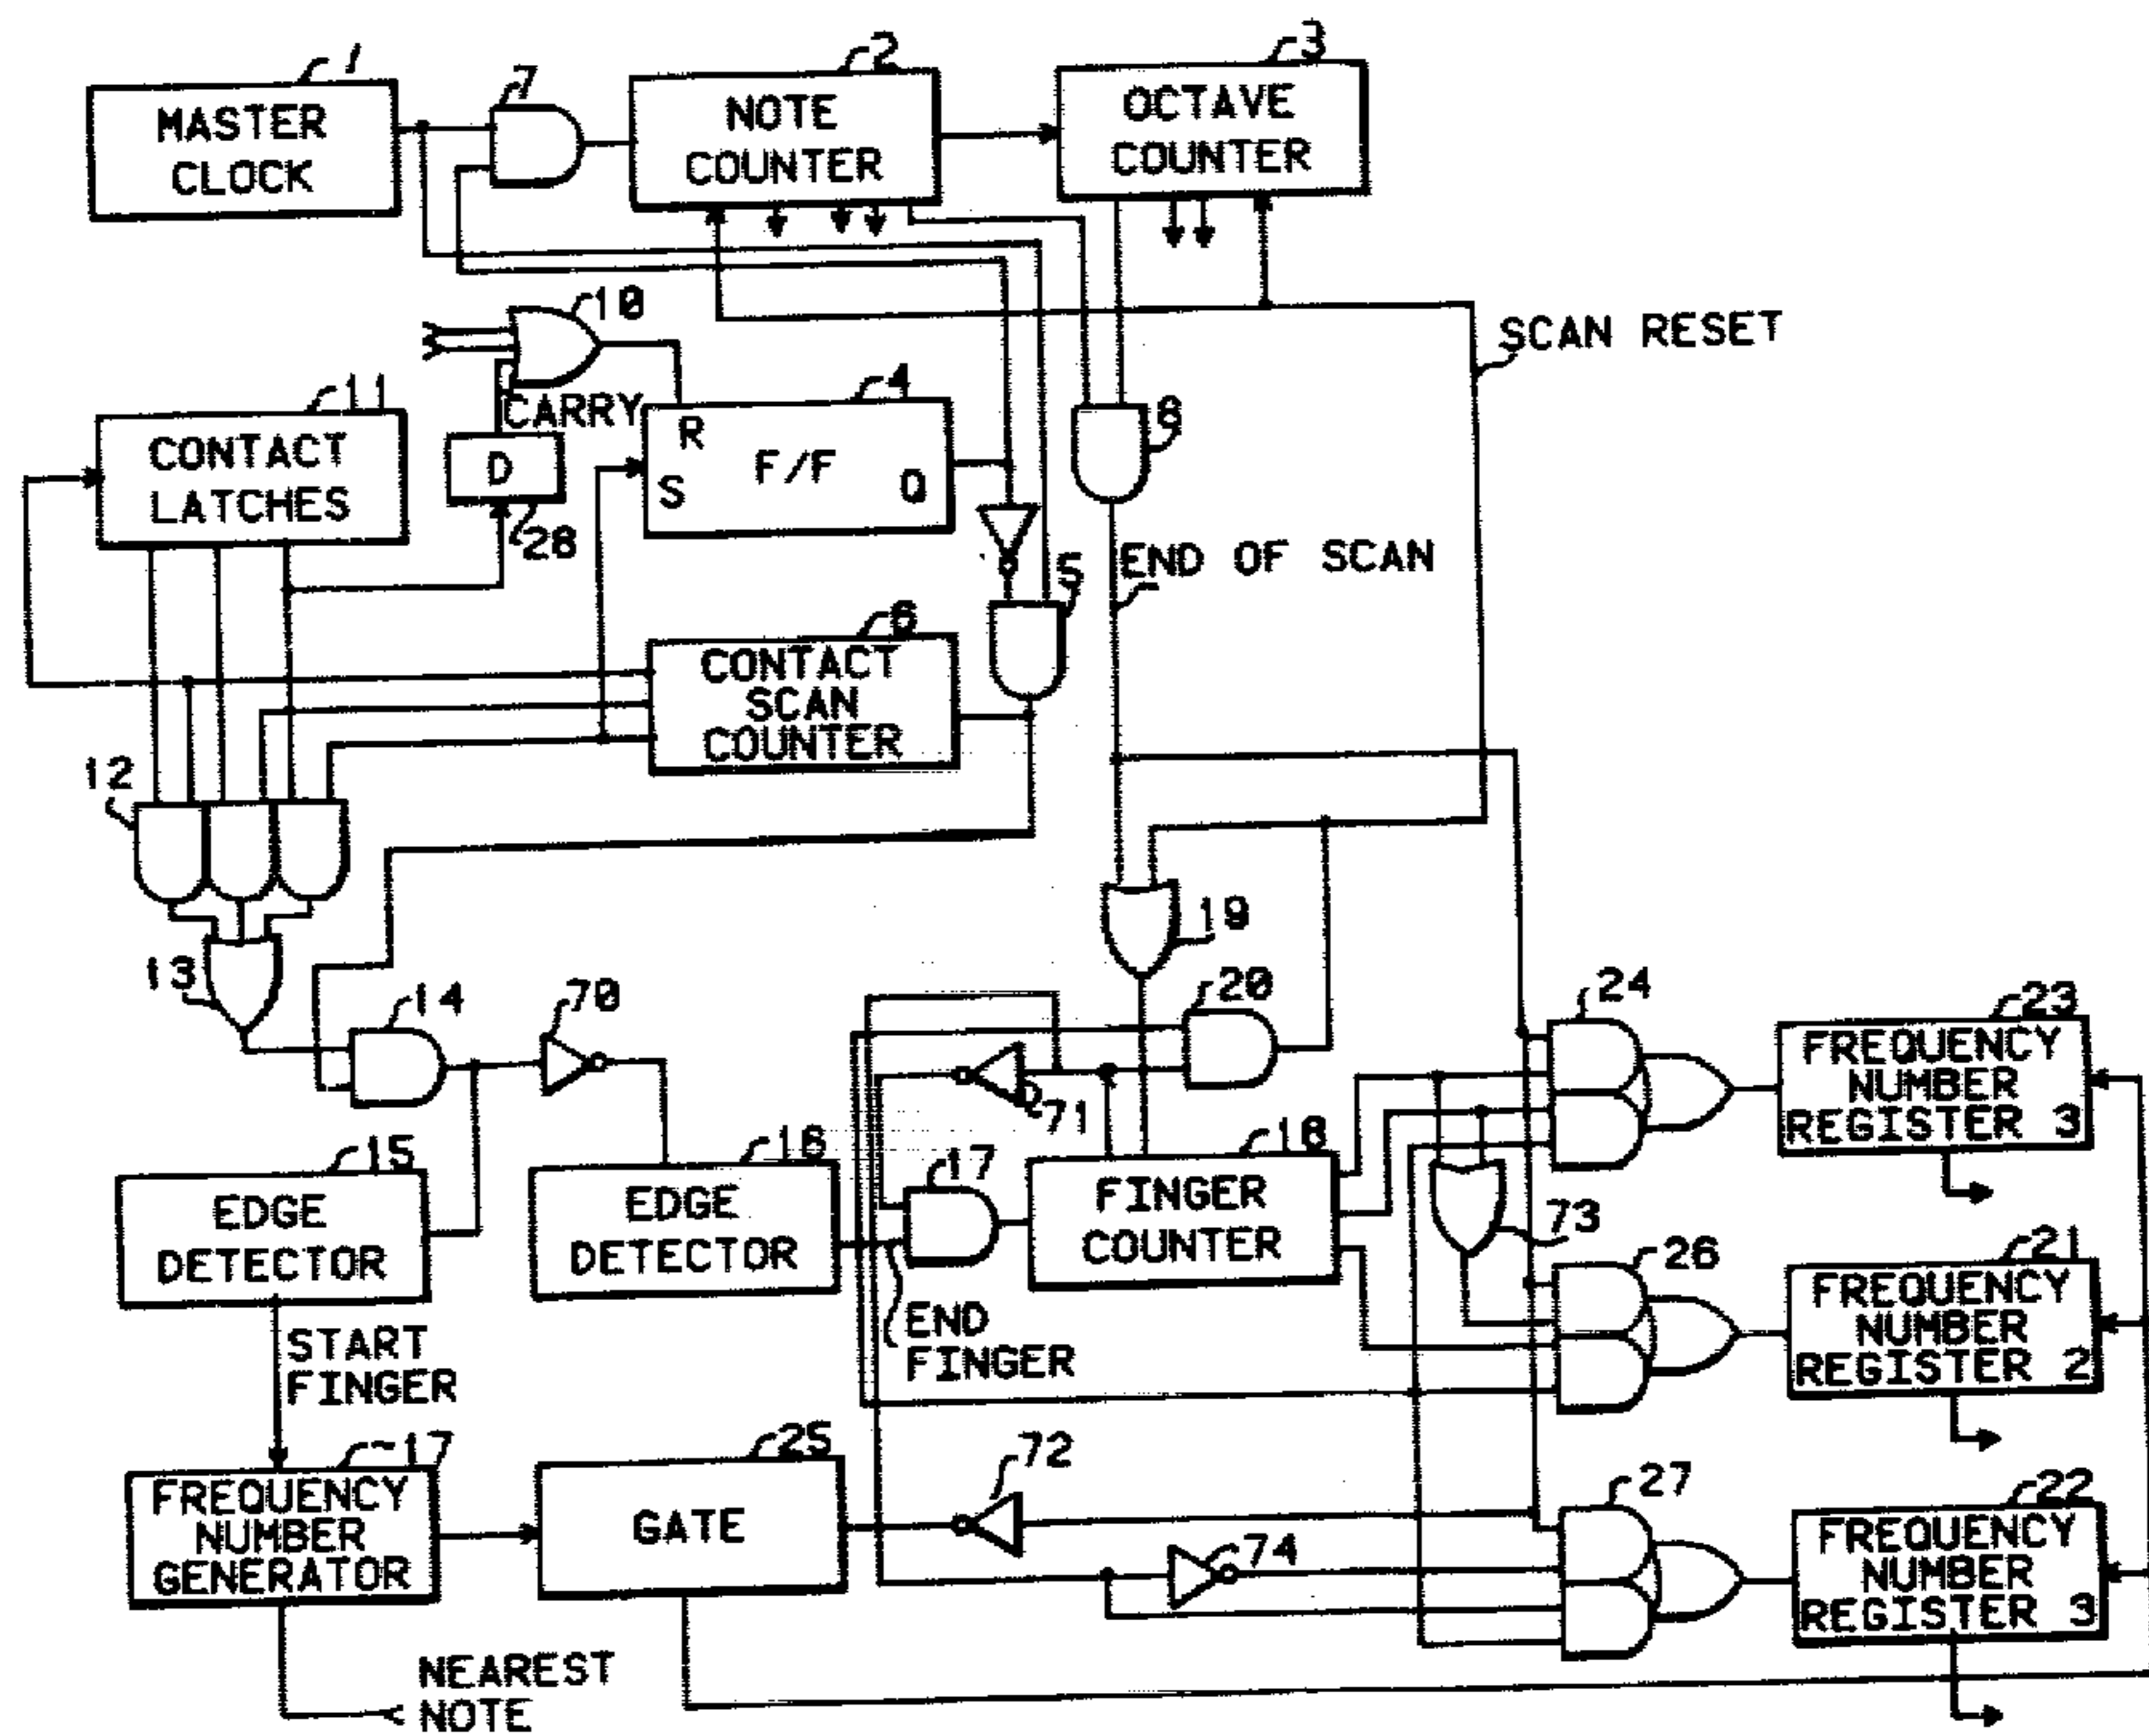 1
7
2
3
MASTER
CLOCK
NOTE
COUNTER
OCTAVE
COUNTER
10
SCAN RESET
11
CARRY
4
8
CONTACT
LATCHES
D
28
R
S
F/F
Q
5
END OF SCAN
6
CONTACT
SCAN
COUNTER
12
13
14
70
19
20
24
23
FREQUENCY
NUMBER
REGISTER 3
71
15
16
17
18
EDGE
DETECTOR
EDGE
DETECTOR
FINGER
COUNTER
73
26
21
FREQUENCY
NUMBER
REGISTER 2
START
FINGER
END
FINGER
17
25
72
27
22
FREQUENCY
NUMBER
GENERATOR
GATE
74
FREQUENCY
NUMBER
REGISTER 3
NEAREST
NOTE